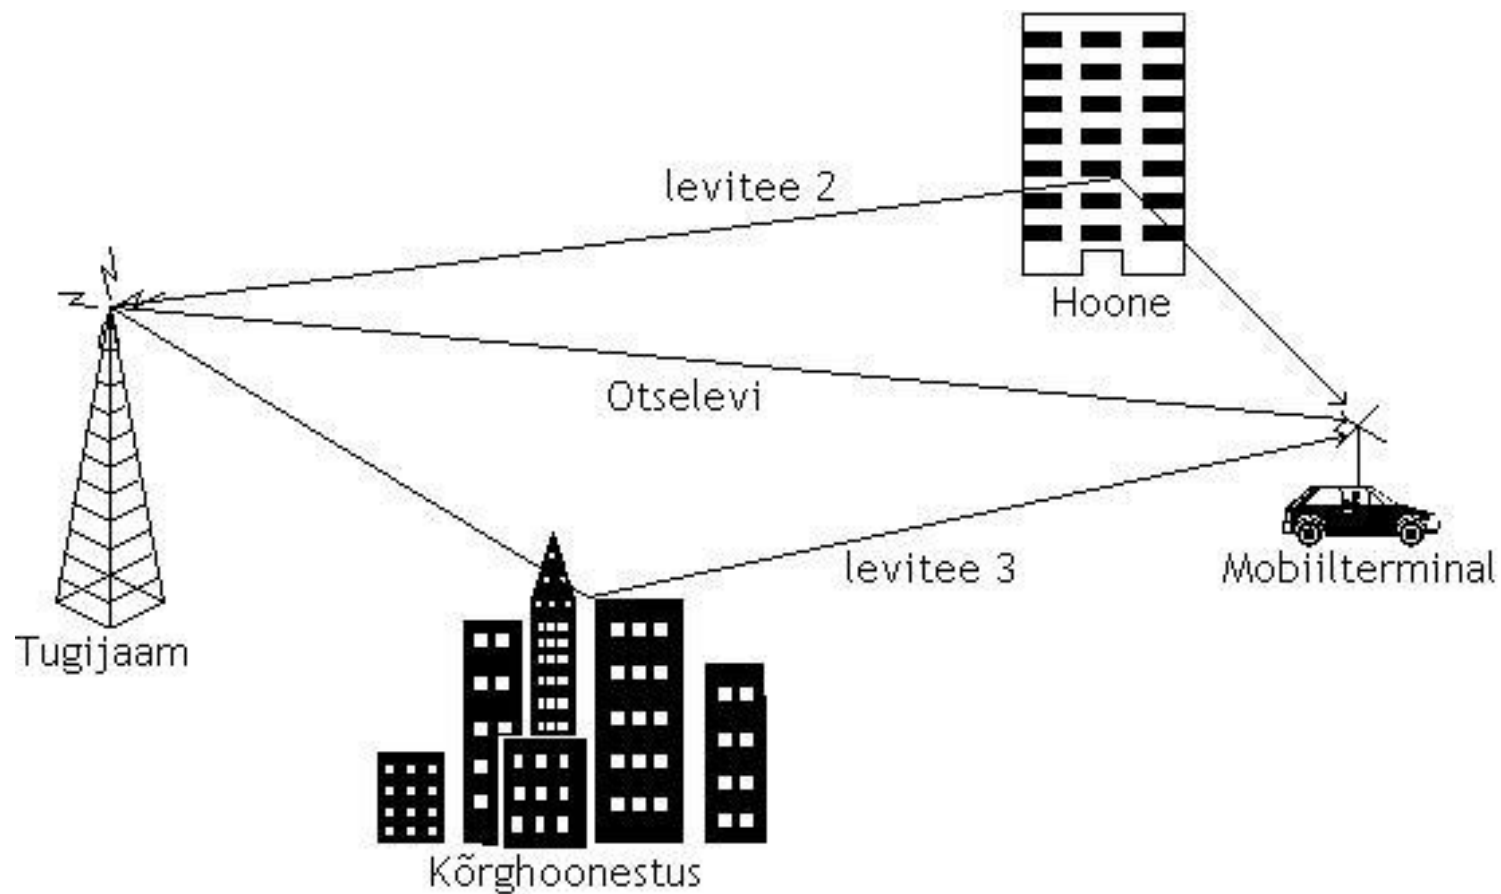 levitee 2
Hoone
Otselevi
levitee 3
Mobiilterminal
Tugijaam
Kõrghoonestus